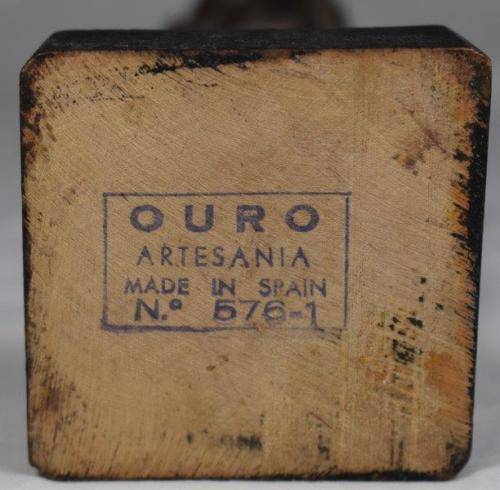 OURO
ARTESANIA
MADE IN SPAIN
N.º 576-1